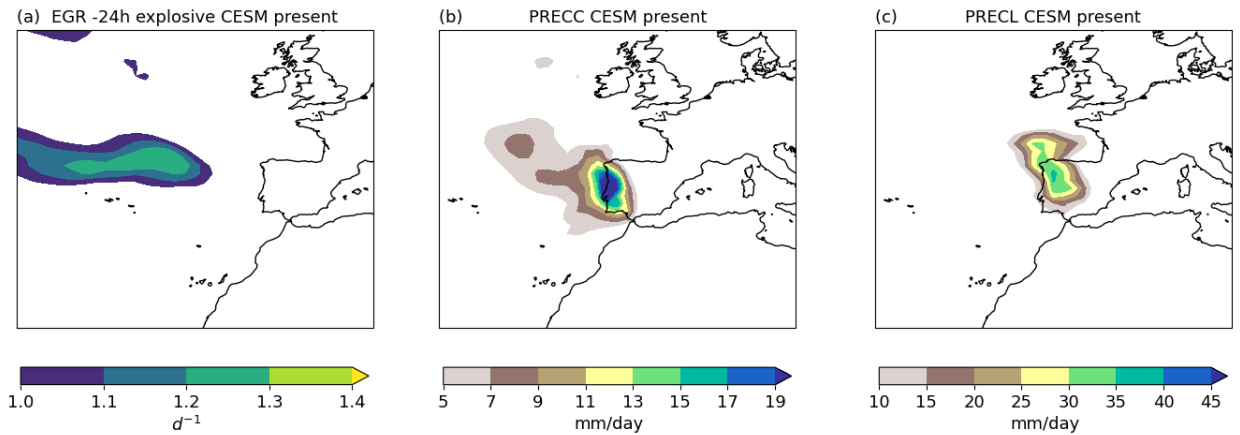 (a) EGR -24h explosive CESM present
(b) PRECC CESM present
(c) PRECL CESM present
1.0 1.1 1.2 1.3 1.4
d⁻¹
5 7 9 11 13 15 17 19
mm/day
10 15 20 25 30 35 40 45
mm/day